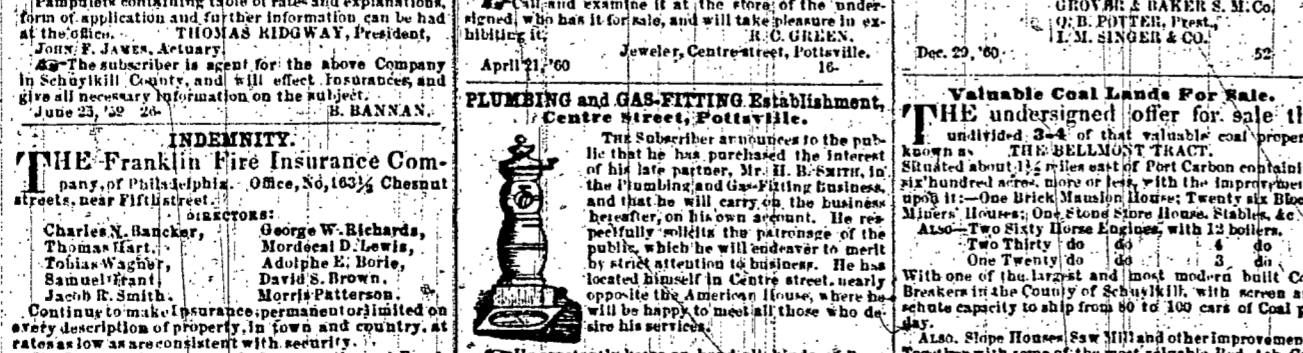 Pamphlets containing table of rates and explanations,
form of application and further information can be had
at the office. THOMAS RIDGWAY, President,
JOHN F. JAMES, Actuary.
The subscriber is agent for the above Company
in Schuylkill County, and will effect Insurances, and
give all necessary information on the subject.
June 25, '59 26- B. BANNAN.
INDEMNITY.
THE Franklin Fire Insurance Com-
pany, of Philadelphia. Office, No, 163½ Chesnut
streets, near Fifth street.
DIRECTORS:
Charles N. Bancker, George W. Richards,
Thomas Hart, Mordecai D. Lewis,
Tobias Wagner, Adolphe E. Borie,
Samuel Grant, David S. Brown.
Jacob R. Smith. Morris Patterson.
Continue to make Insurance, permanent or limited on
every description of property, in town and country, at
rates as low as are consistent with security.
Call and examine it at the store of the under-
signed, who has it for sale, and will take pleasure in ex-
hibiting it. R. C. GREEN.
Jeweler, Centre street, Pottsville.
April 21, '60 16-
PLUMBING and GAS-FITTING Establishment,
Centre Street, Pottsville.
THE Subscriber announces to the pub-
lic that he has purchased the interest
of his late partner, Mr. H. B. SMITH, in
the Plumbing and Gas-Fitting Business,
and that he will carry on the business
hereafter, on his own account. He res-
pectfully solicits the patronage of the
public, which he will endeaver to merit
by strict attention to business. He has
located himself in Centre street, nearly
opposite the American House, where he
will be happy to meet all those who de-
sire his services.
GROVER & BAKER S. M. Co.
O. B. POTTER, Prest.,
I. M. SINGER & CO.
Dec. 29, '60 52
Valuable Coal Lands For Sale.
THE undersigned offer for sale th
undivided 3-4 of that valuable coal proper
known as THE BELLMONT TRACT.
Situated about 1½ miles east of Port Carbon containi
six hundred acres, more or less, with the improvemen
upon it:—One Brick Mansion House; Twenty six Bloc
Miners' Houses; One Stone Store House. Stables, &c
ALSO—Two Sixty Horse Engines, with 12 boilers.
Two Thirty do do 4 do
One Twenty do do 3 do
With one of the largest and most modern built Co
Breakers in the County of Schuylkill, with screen a
schute capacity to ship from 80 to 100 cars of Coal p
day.
ALSO. Slope Houses Saw Mill and other improvemen